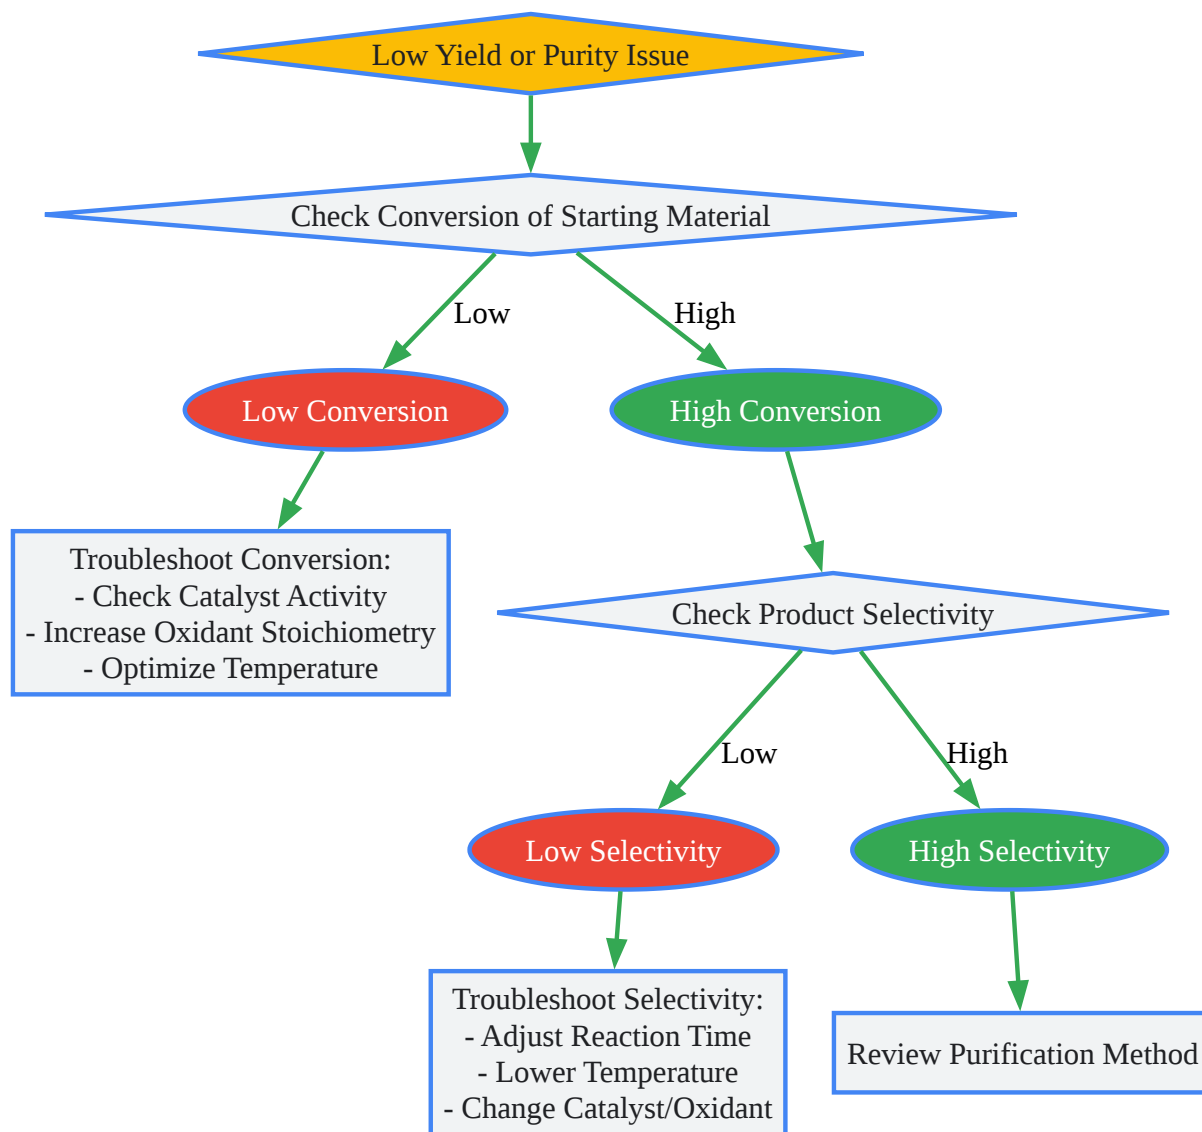 Low Yield or Purity Issue
Check Conversion of Starting Material
Low
High
Low Conversion
High Conversion
Troubleshoot Conversion:
- Check Catalyst Activity
- Increase Oxidant Stoichiometry
- Optimize Temperature
Check Product Selectivity
Low
High
Low Selectivity
High Selectivity
Troubleshoot Selectivity:
- Adjust Reaction Time
- Lower Temperature
- Change Catalyst/Oxidant
Review Purification Method